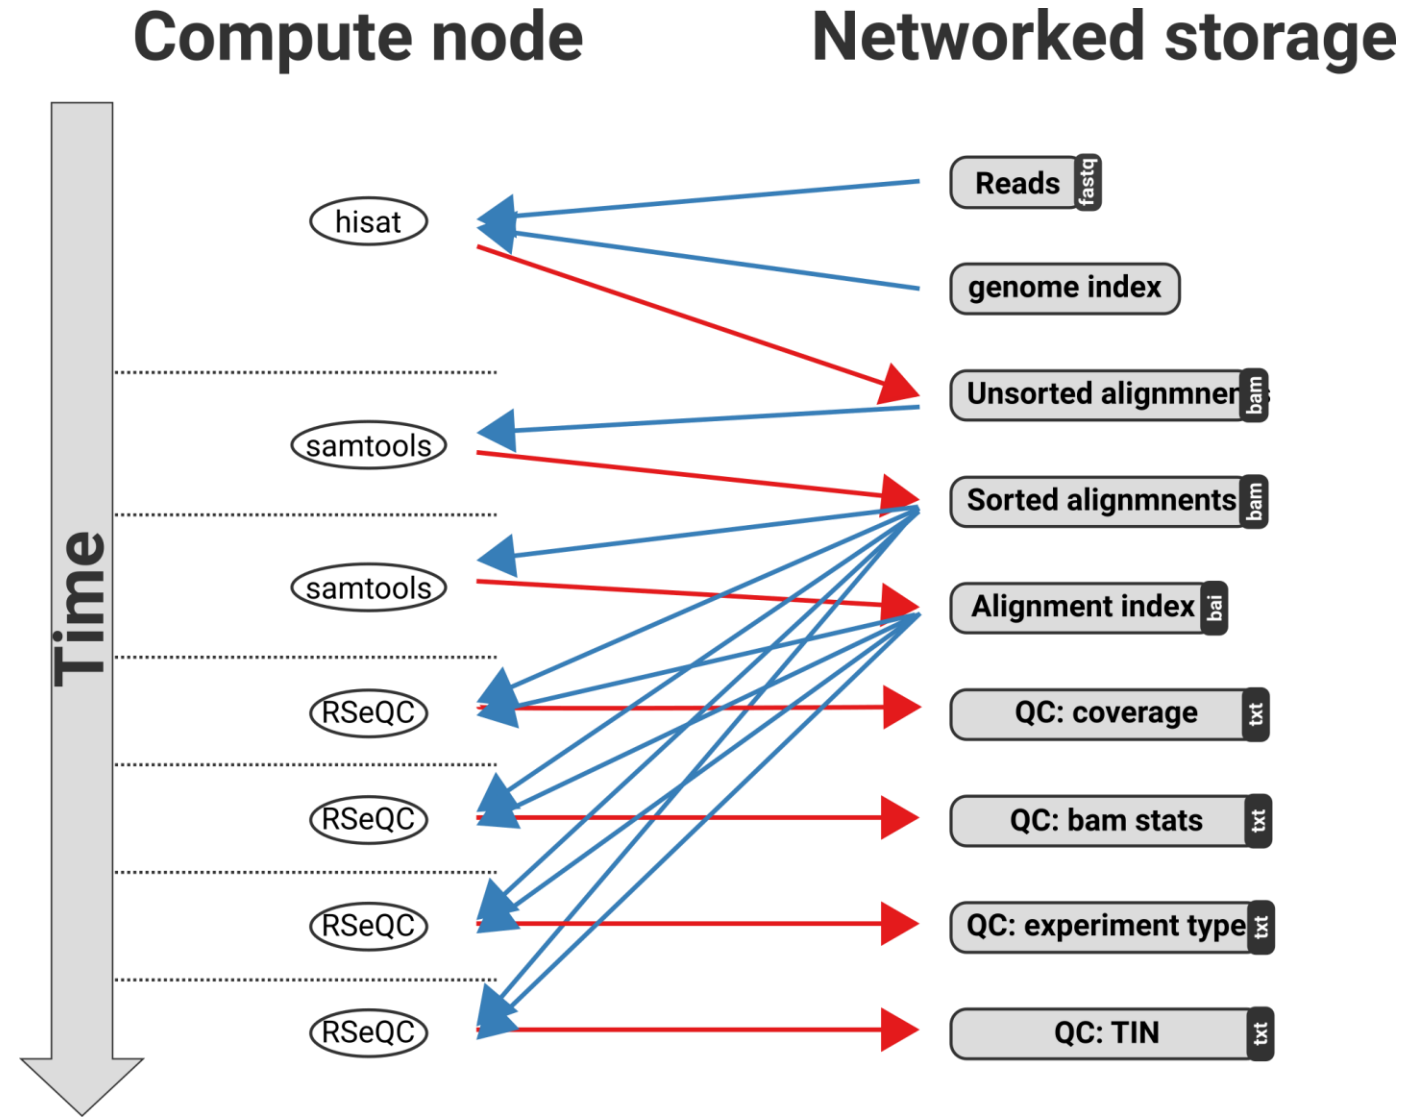 Compute node
Networked storage
Time
hisat
Reads
fastq
genome index
Unsorted alignmnents
bam
samtools
Sorted alignmnents
bam
samtools
Alignment index
bai
RSeQC
QC: coverage
txt
RSeQC
QC: bam stats
txt
RSeQC
QC: experiment type
txt
RSeQC
QC: TIN
txt